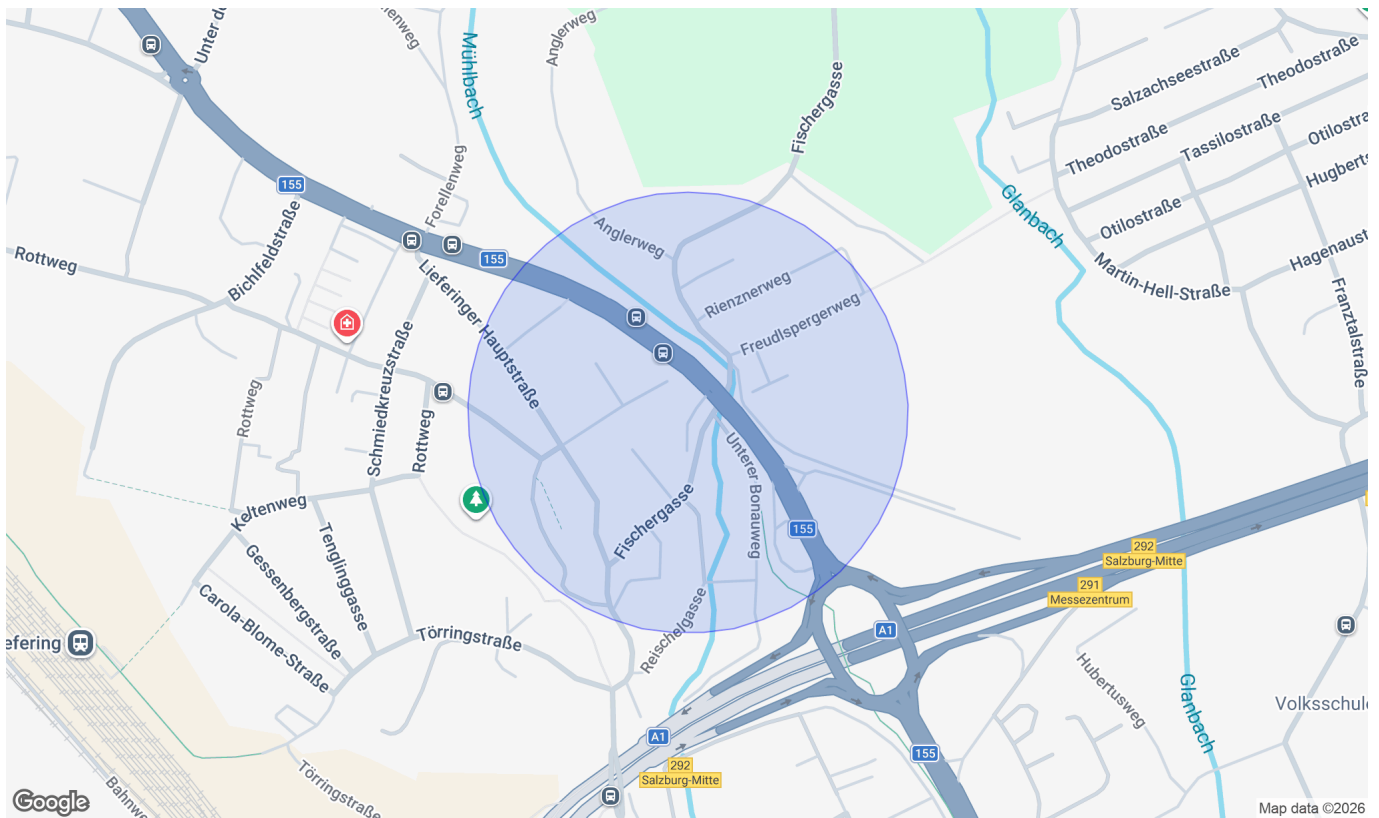 Unter de
lenweg
Anglerweg
Mühlbach
Fischergasse
Salzachseestraße
Theodostraße
Theodostraße
Tassilostraße
Otilostra
Hugberts
Otilostraße
Glanbach
Martin-Hell-Straße
Hagenaust
Franztalstraße
155
Forellenweg
Bichlfeldstraße
Rottweg
155
Anglerweg
Rienznerweg
Freudlspergerweg
Lieferinger Hauptstraße
Schmiedkreuzstraße
Rottweg
Rottweg
Unterer Bonauweg
Fischergasse
Keltenweg
Tenglinggasse
Gessenbergstraße
Carola-Blome-Straße
155
292
Salzburg-Mitte
291
Messezentrum
efering
Törringstraße
Reischelgasse
A1
Hubertusweg
Glanbach
Volksschul
A1
155
292
Salzburg-Mitte
Törringstraße
Bahnwe
Google
Map data ©2026